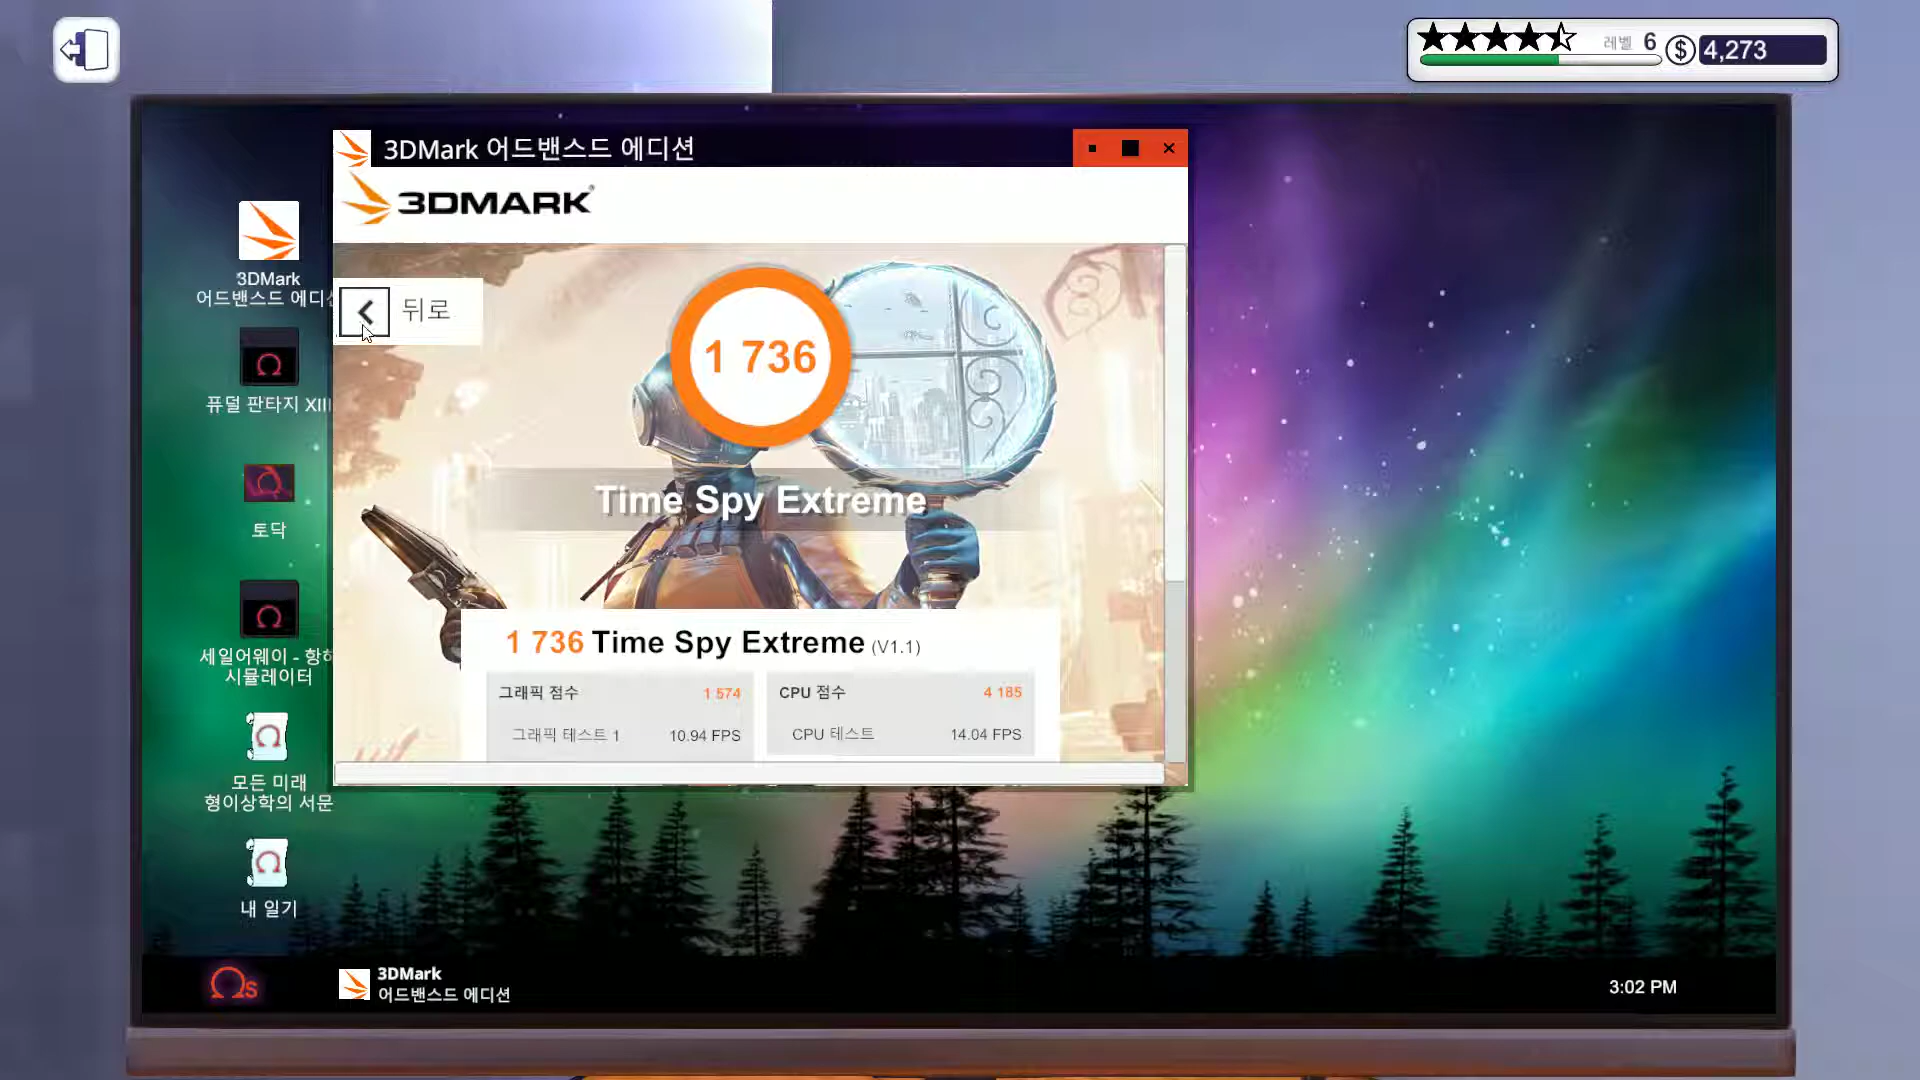 레벨 6 $ 4,273
3DMark 어드밴스드 에디션
3DMARK®
3DMark
어드밴스드 에디
뒤로
1 736
퓨덜 판타지 XIII
Time Spy Extreme
토닥
1 736 Time Spy Extreme (V1.1)
그래픽 점수 1 574
CPU 점수 4 185
그래픽 테스트 1 10.94 FPS
CPU 테스트 14.04 FPS
세일어웨이 - 항해
시뮬레이터
모든 미래
형이상학의 서문
내 일기
Ωs
3DMark
어드밴스드 에디션
3:02 PM